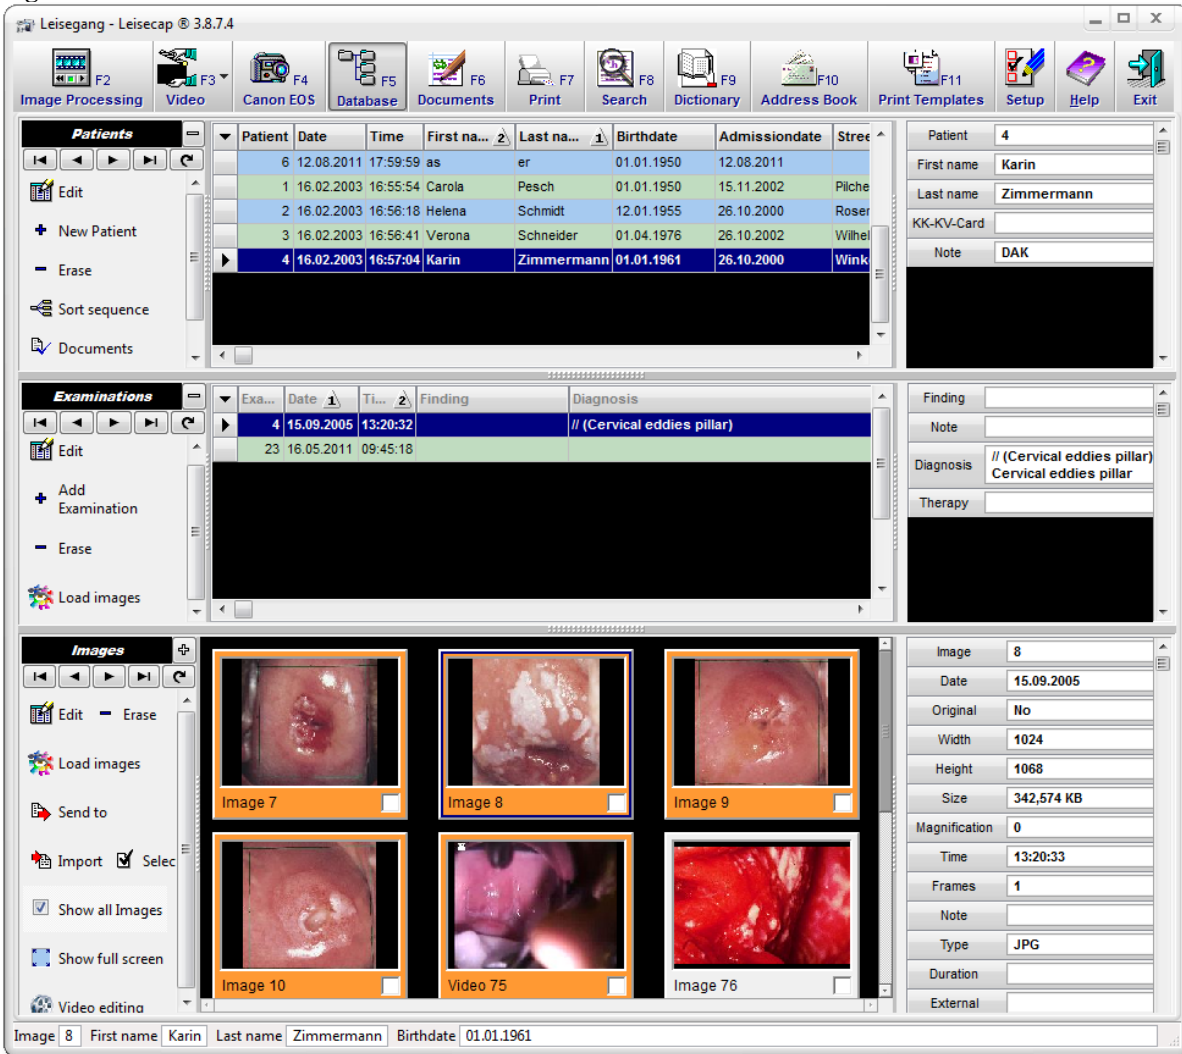 Leisegang - Leisecap ® 3.8.7.4
F2 F3 F4 F5 F6 F7 F8 F9 F10 F11
Image Processing Video Canon EOS Database Documents Print Search Dictionary Address Book Print Templates Setup Help Exit
Patients
Edit
New Patient
Erase
Sort sequence
Documents
Patient Date Time First na... 2 Last na... 1 Birthdate Admissiondate Stree
6 12.08.2011 17:59:59 as er 01.01.1950 12.08.2011
1 16.02.2003 16:55:54 Carola Pesch 01.01.1950 15.11.2002 Pilche
2 16.02.2003 16:56:18 Helena Schmidt 12.01.1955 26.10.2000 Roser
3 16.02.2003 16:56:41 Verona Schneider 01.04.1976 26.10.2002 Wilhel
4 16.02.2003 16:57:04 Karin Zimmermann 01.01.1961 26.10.2000 Wink
Patient 4
First name Karin
Last name Zimmermann
KK-KV-Card
Note DAK
Examinations
Edit
Add
Examination
Erase
Load images
Exa... Date 1 Ti... 2 Finding Diagnosis
4 15.09.2005 13:20:32 // (Cervical eddies pillar)
23 16.05.2011 09:45:18
Finding
Note
Diagnosis // (Cervical eddies pillar)
Cervical eddies pillar
Therapy
Images
Edit Erase
Load images
Send to
Import Selec
Show all Images
Show full screen
Video editing
Image 7 Image 8 Image 9
Image 10 Video 75 Image 76
Image 8
Date 15.09.2005
Original No
Width 1024
Height 1068
Size 342,574 KB
Magnification 0
Time 13:20:33
Frames 1
Note
Type JPG
Duration
External
Image 8 First name Karin Last name Zimmermann Birthdate 01.01.1961